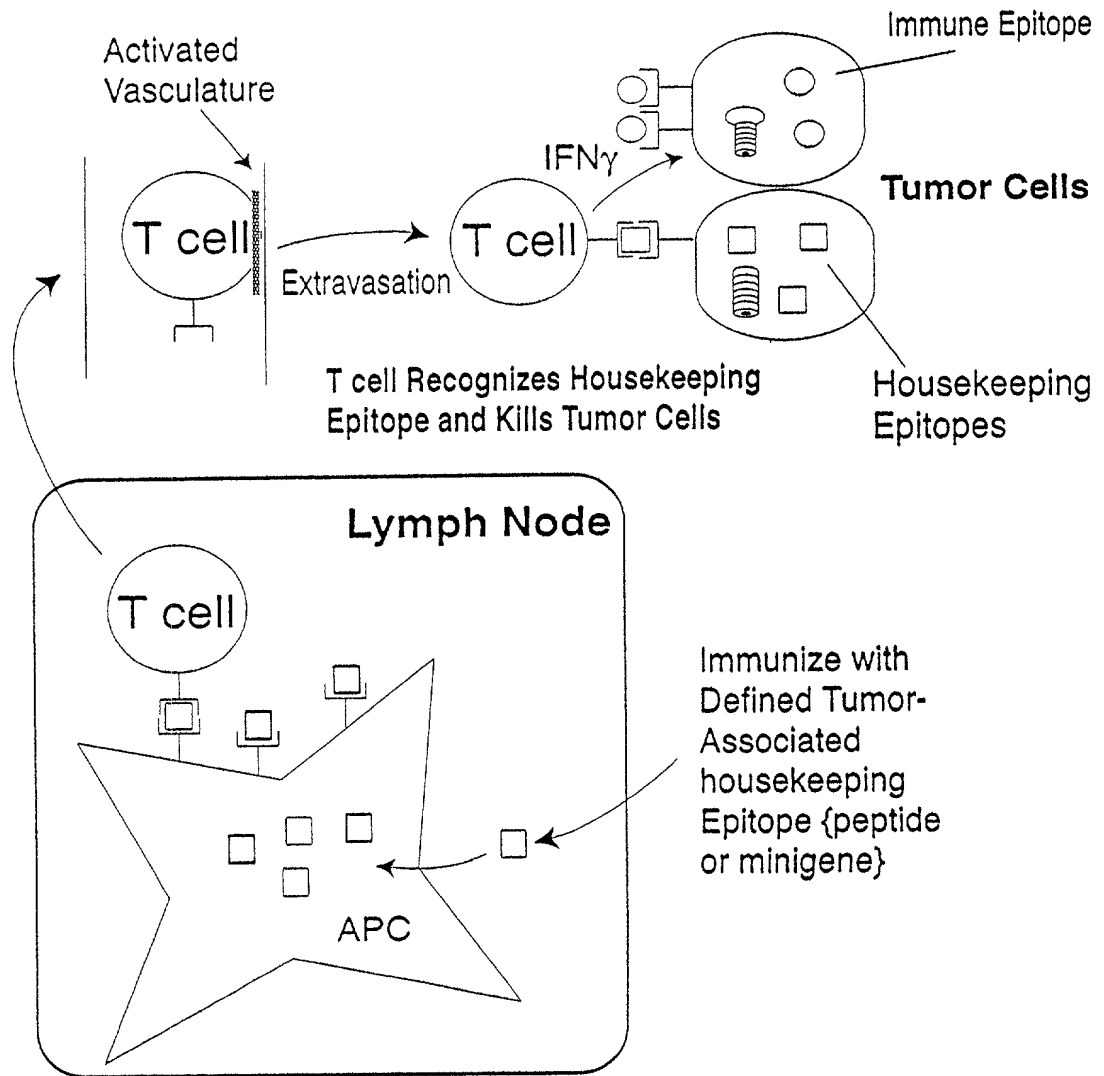 Activated
Vasculature
Immune Epitope
IFNγ
Tumor Cells
T cell
T cell
Extravasation
T cell Recognizes Housekeeping
Epitope and Kills Tumor Cells
Housekeeping
Epitopes
Lymph Node
T cell
Immunize with
Defined Tumor-
Associated
housekeeping
Epitope {peptide
or minigene}
APC